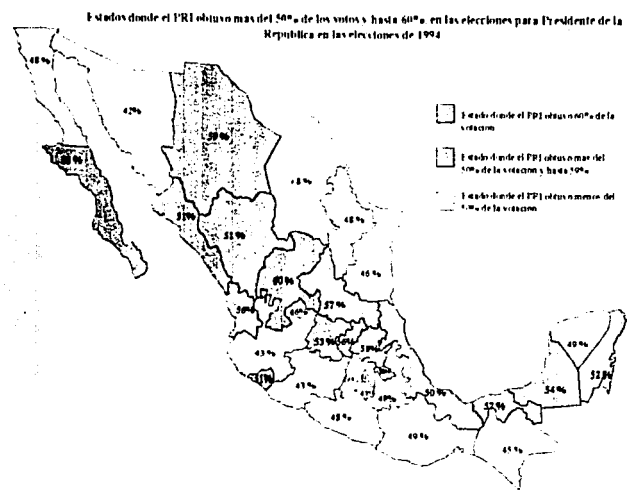 Estados donde el PRI obtuvo mas del 50% de los votos y hasta 60%, en las elecciones para Presidente de la
Republica en las elecciones de 1994
48%
42%
59%
Estado donde el PRI obtuvo 60% de la
votacion
Estado donde el PRI obtuvo mas del
50% de la votacion y hasta 59%
Estado donde el PRI obtuvo menos del
50% de la votacion
48%
48%
51%
46%
60%
57%
56%
53%
58%
43%
51%
43%
48%
49%
50%
52%
54%
49%
52%
45%